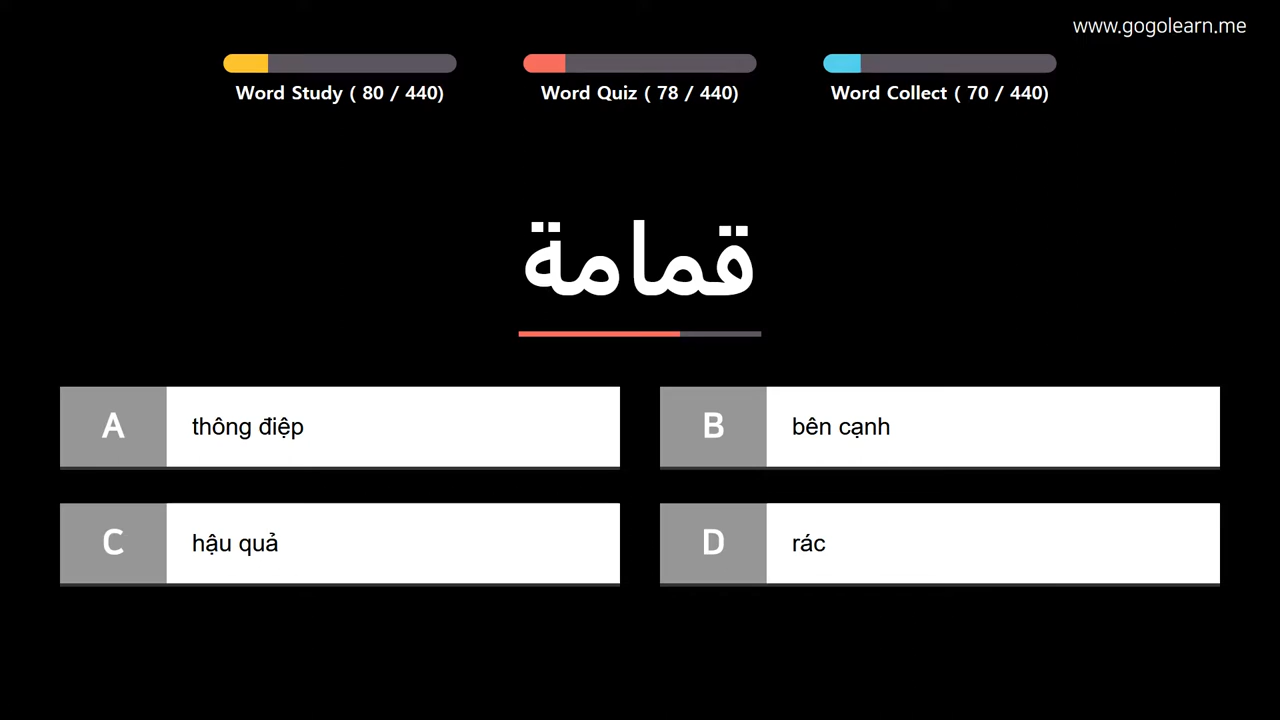 www.gogolearn.me
Word Study ( 80 / 440)
Word Quiz ( 78 / 440)
Word Collect ( 70 / 440)
قمامة
A
thông điệp
B
bên cạnh
C
hậu quả
D
rác